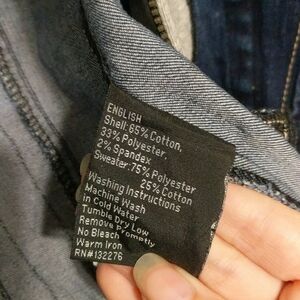 ENGLISH
Shell: 65% Cotton,
33% Polyester,
2% Spandex
Sweater: 75% Polyester
25% Cotton
Washing Instructions
Machine Wash
in Cold Water
Tumble Dry Low
Remove Promptly
No Bleach
Warm Iron
RN#132276